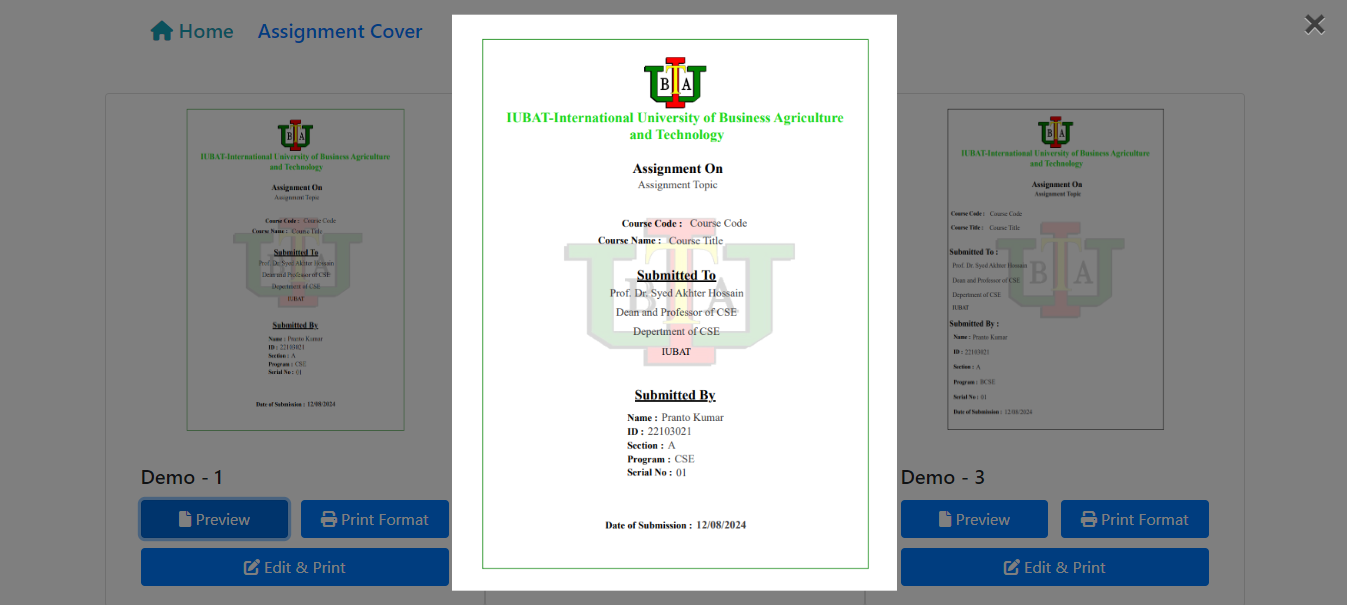 Home
Assignment Cover
×
B I A
IUBAT-International University of Business Agriculture
and Technology
Assignment On
Assignment Topic
Course Code : Course Code
Course Name : Course Title
Submitted To
Prof. Dr. Syed Akhter Hossain
Dean and Professor of CSE
Depertment of CSE
IUBAT
Submitted By
Name : Pranto Kumar
ID : 22103021
Section : A
Program : CSE
Serial No : 01
Date of Submission : 12/08/2024
B I A
IUBAT-International University of Business Agriculture
and Technology
Assignment On
Assignment Topic
Course Code : Course Code
Course Name : Course Title
Submitted To
Prof. Dr. Syed Akhter Hossain
Dean and Professor of CSE
Depertment of CSE
IUBAT
Submitted By
Name : Pranto Kumar
ID : 22103021
Section : A
Program : CSE
Serial No : 01
Date of Submission : 12/08/2024
B I A
IUBAT-International University of Business Agriculture
and Technology
Assignment On
Assignment Topic
Course Code : Course Code
Course Title : Course Title
Submitted To :
Prof. Dr. Syed Akhter Hossain
Dean and Professor of CSE
Depertment of CSE
IUBAT
Submitted By :
Name : Pranto Kumar
ID : 22103021
Section : A
Program : BCSE
Serial No : 01
Date of Submission : 12/08/2024
Demo - 1
Preview
Print Format
Edit & Print
Demo - 3
Preview
Print Format
Edit & Print